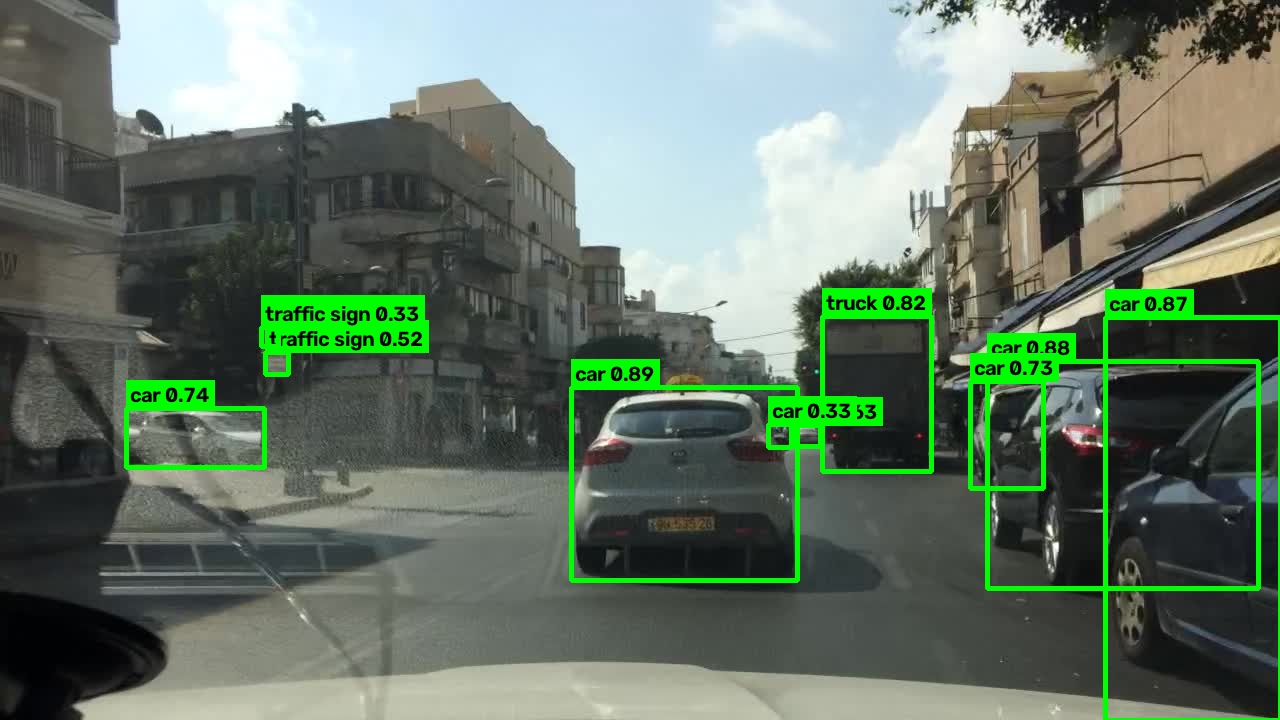 traffic sign 0.33
traffic sign 0.52
truck 0.82
car 0.87
car 0.88
car 0.73
car 0.89
car 0.74
car 0.33
63
W